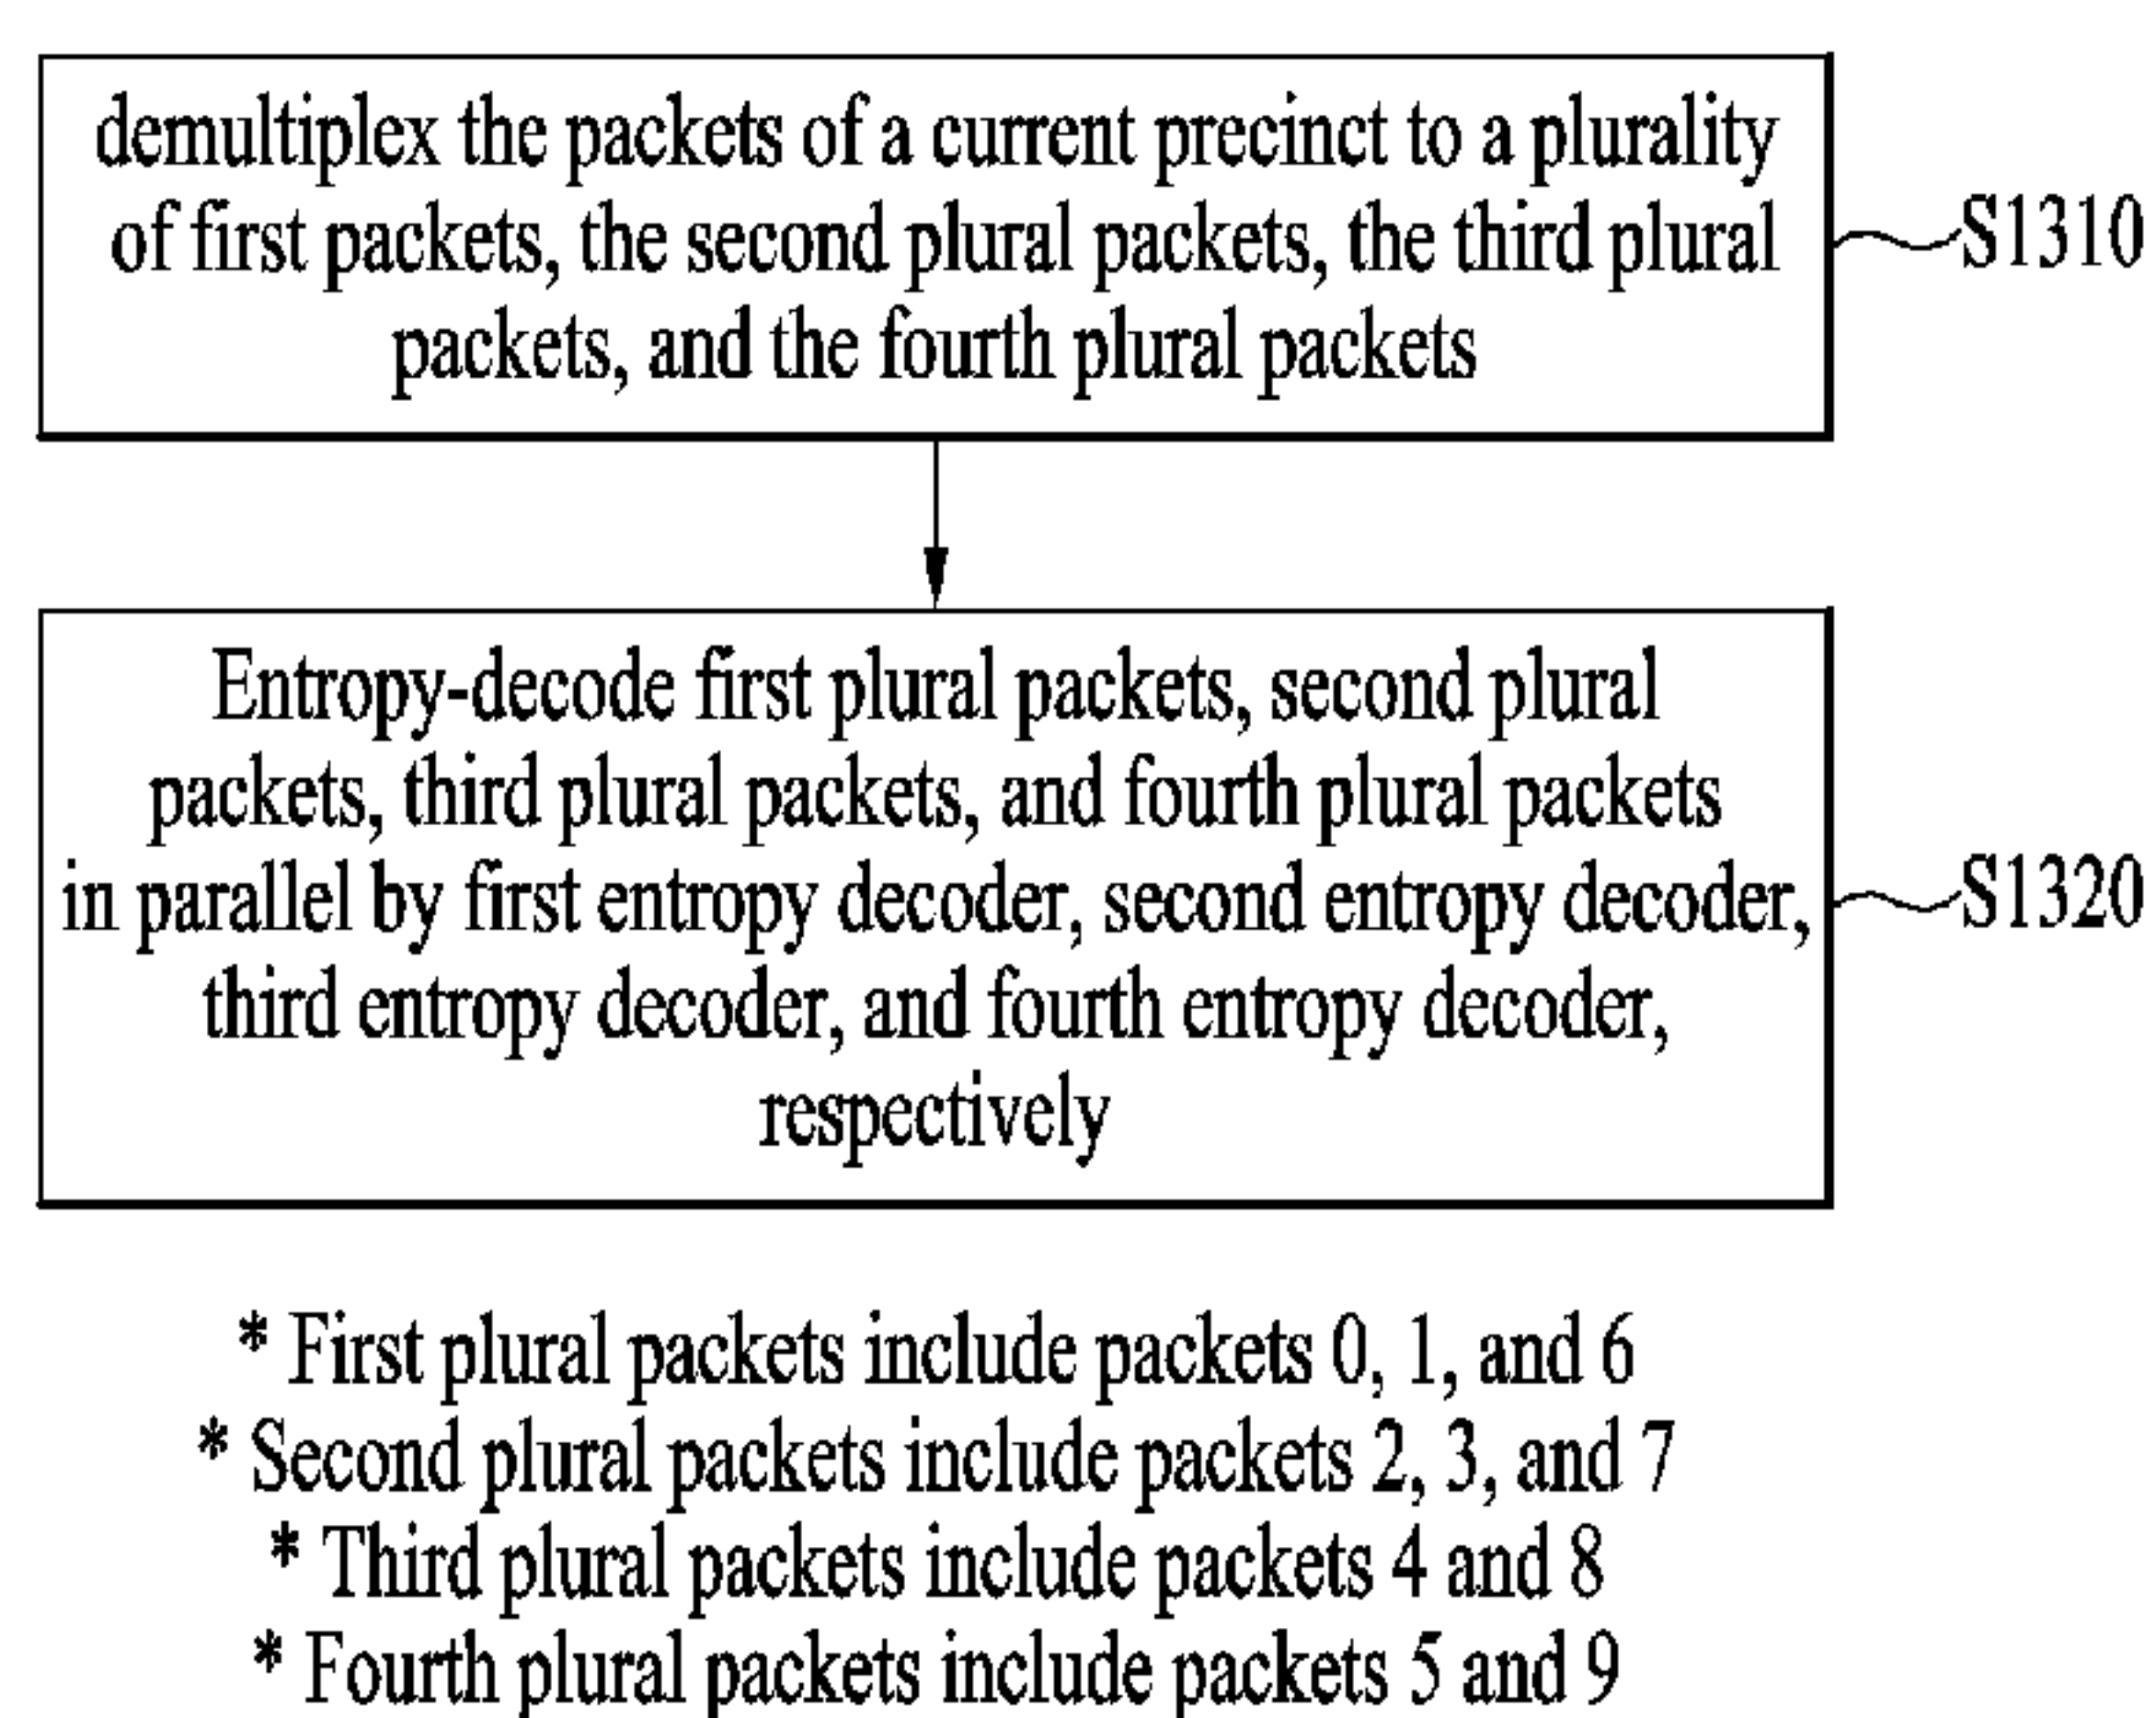 demultiplex the packets of a current precinct to a plurality
of first packets, the second plural packets, the third plural
packets, and the fourth plural packets
S1310
Entropy-decode first plural packets, second plural
packets, third plural packets, and fourth plural packets
in parallel by first entropy decoder, second entropy decoder,
third entropy decoder, and fourth entropy decoder,
respectively
S1320
* First plural packets include packets 0, 1, and 6
* Second plural packets include packets 2, 3, and 7
* Third plural packets include packets 4 and 8
* Fourth plural packets include packets 5 and 9